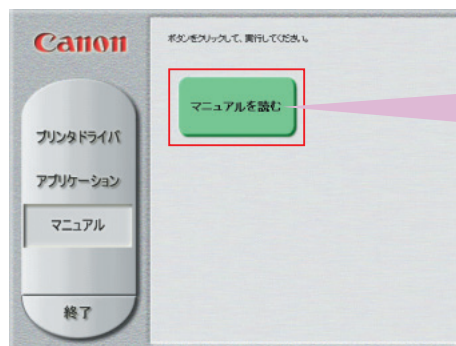 Canon
ボタンをクリックして、実行してください。
マニュアルを読む
プリンタドライバ
アプリケーション
マニュアル
終了